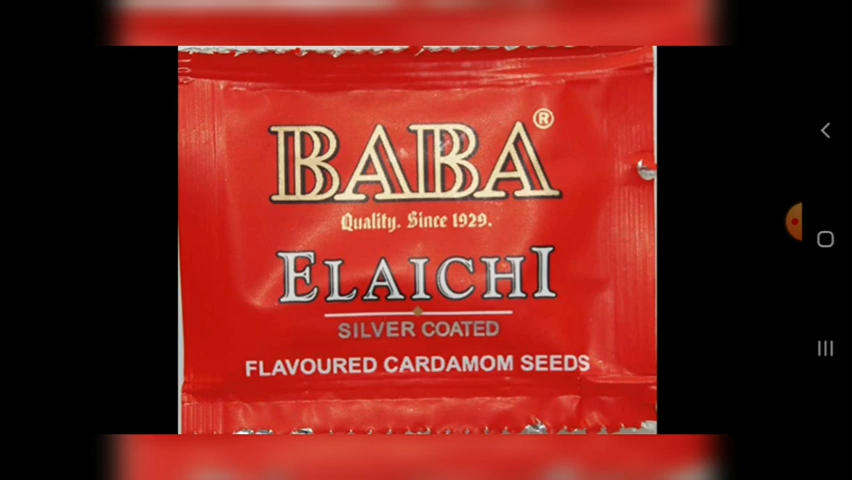 BABA®
Quality. Since 1929.
ELAICHI
SILVER COATED
FLAVOURED CARDAMOM SEEDS